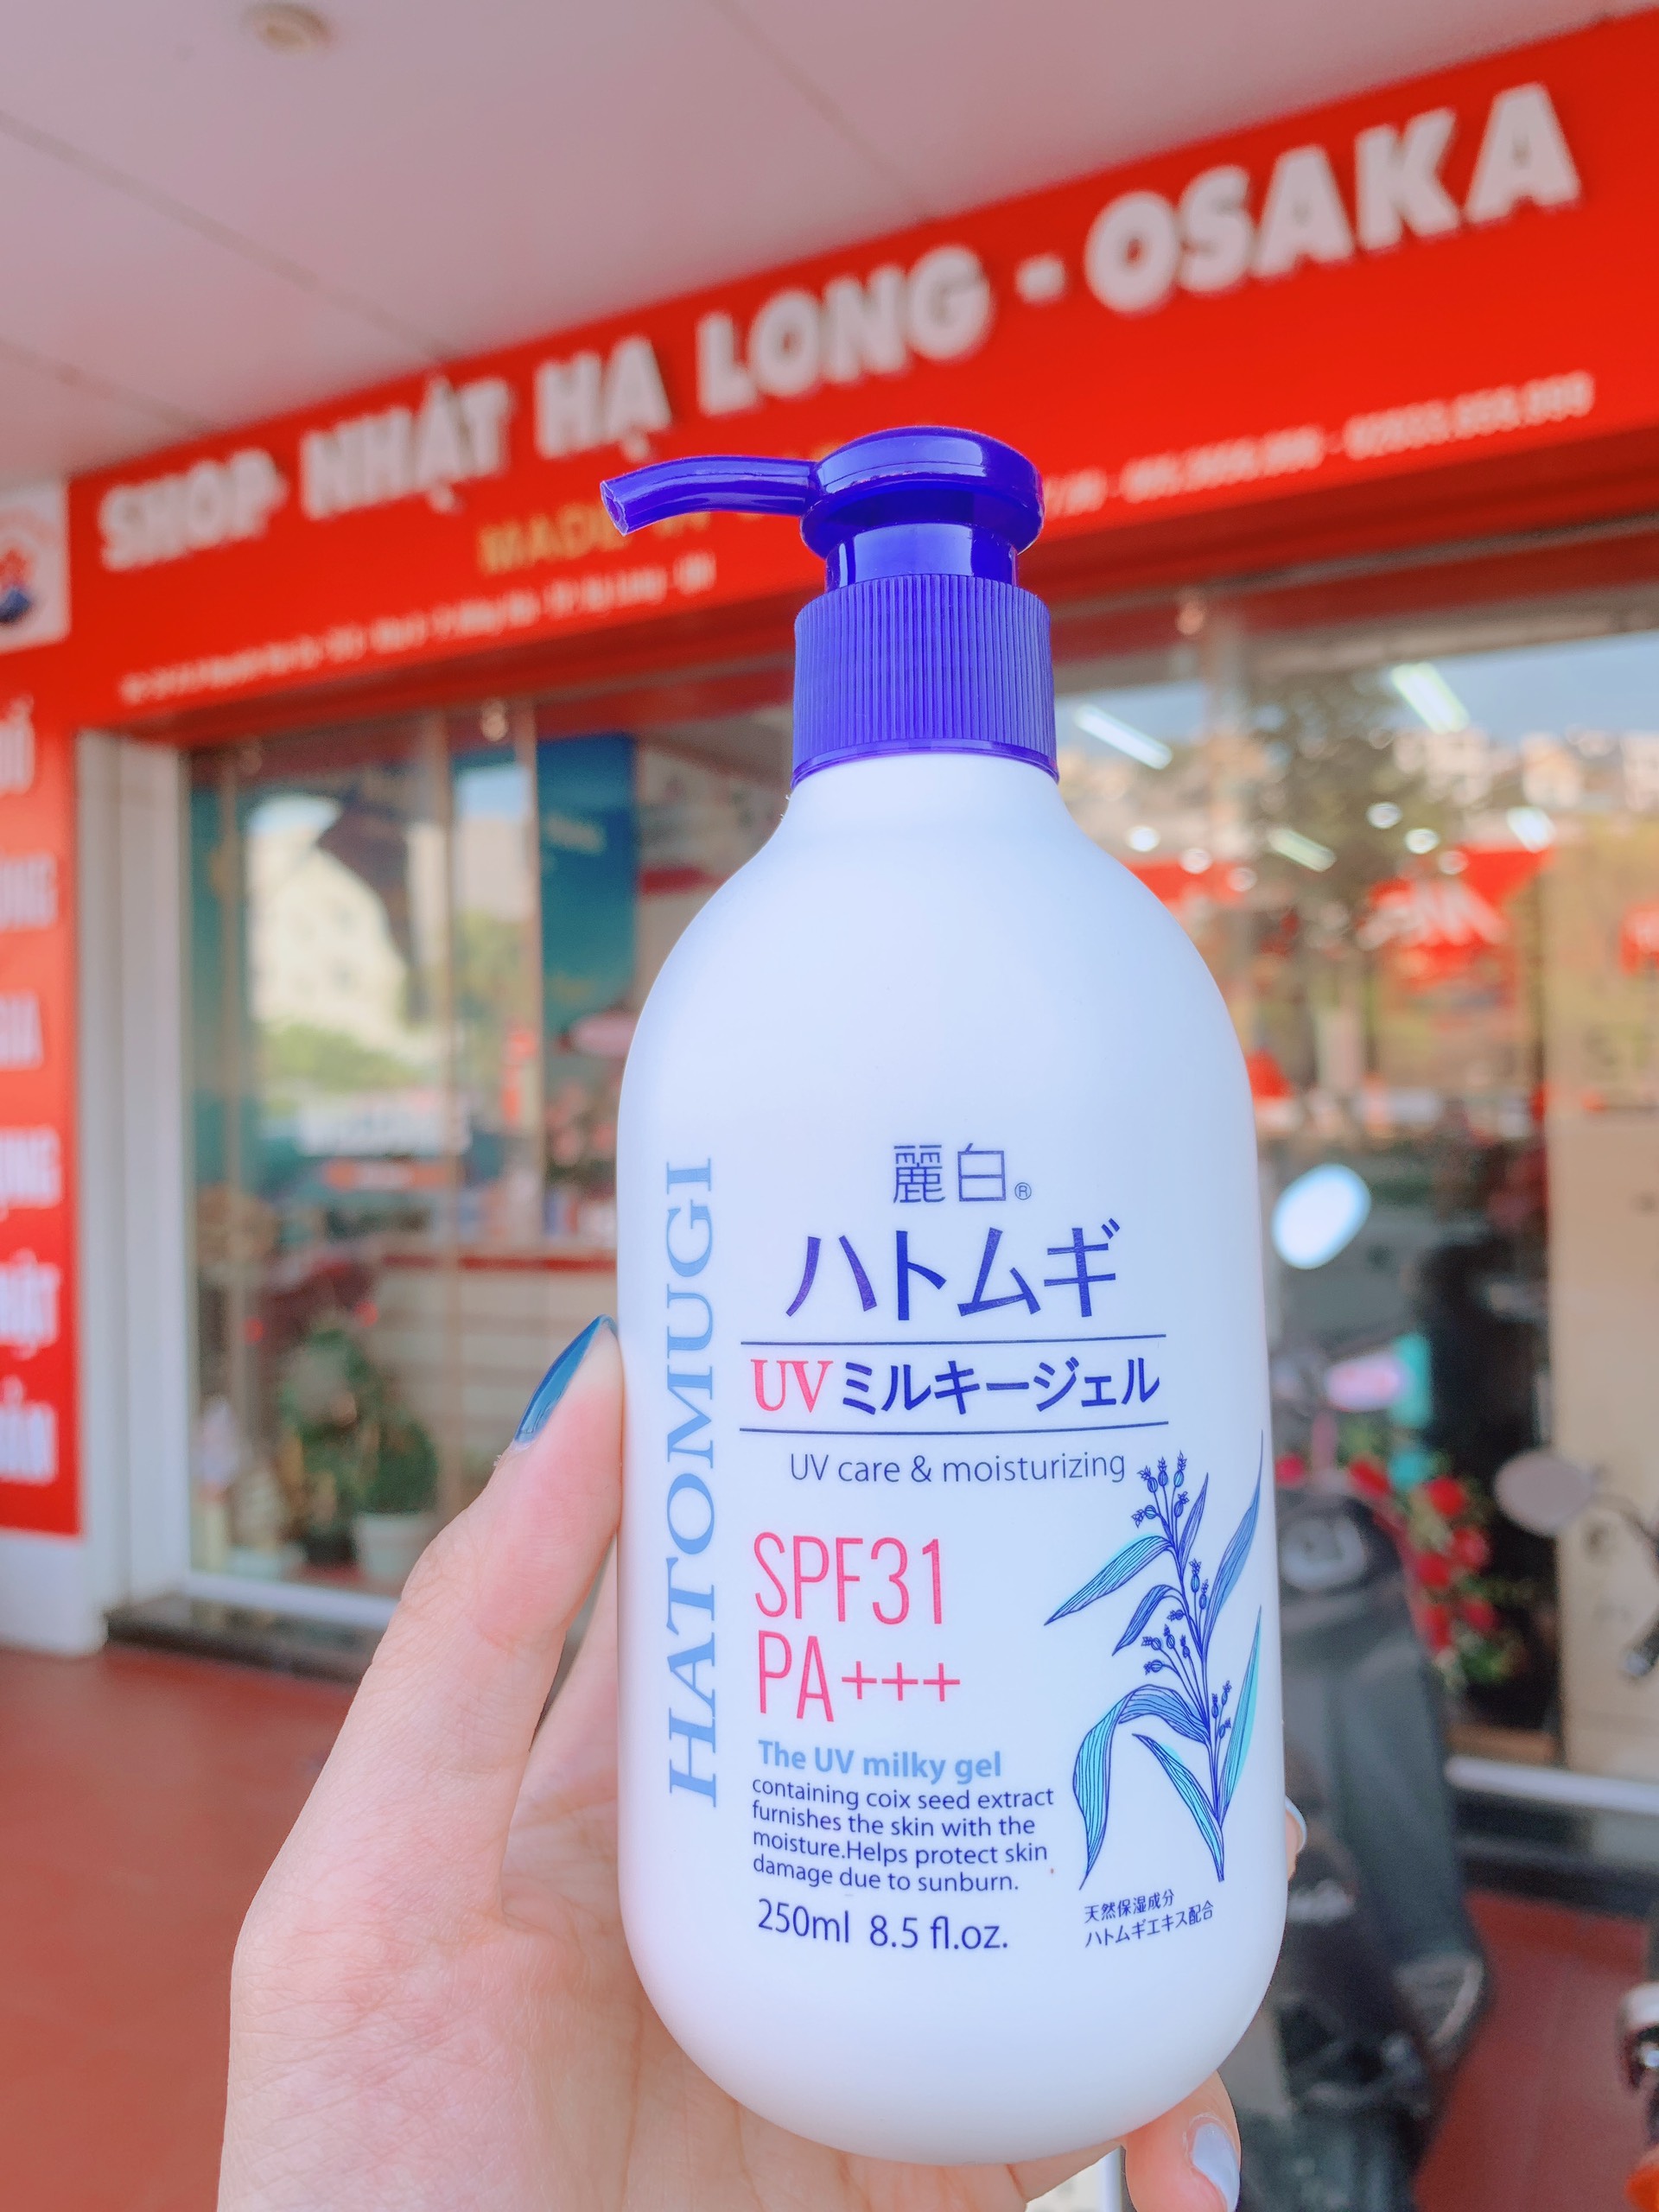 SHOP NHẬT HẠ LONG - OSAKA
MADE IN
麗白®
ハトムギ
UVミルキージェル
UV care & moisturizing
HATOMUGI
SPF31
PA+++
The UV milky gel
containing coix seed extract
furnishes the skin with the
moisture.Helps protect skin
damage due to sunburn.
250ml 8.5 fl.oz.
天然保湿成分
ハトムギエキス配合